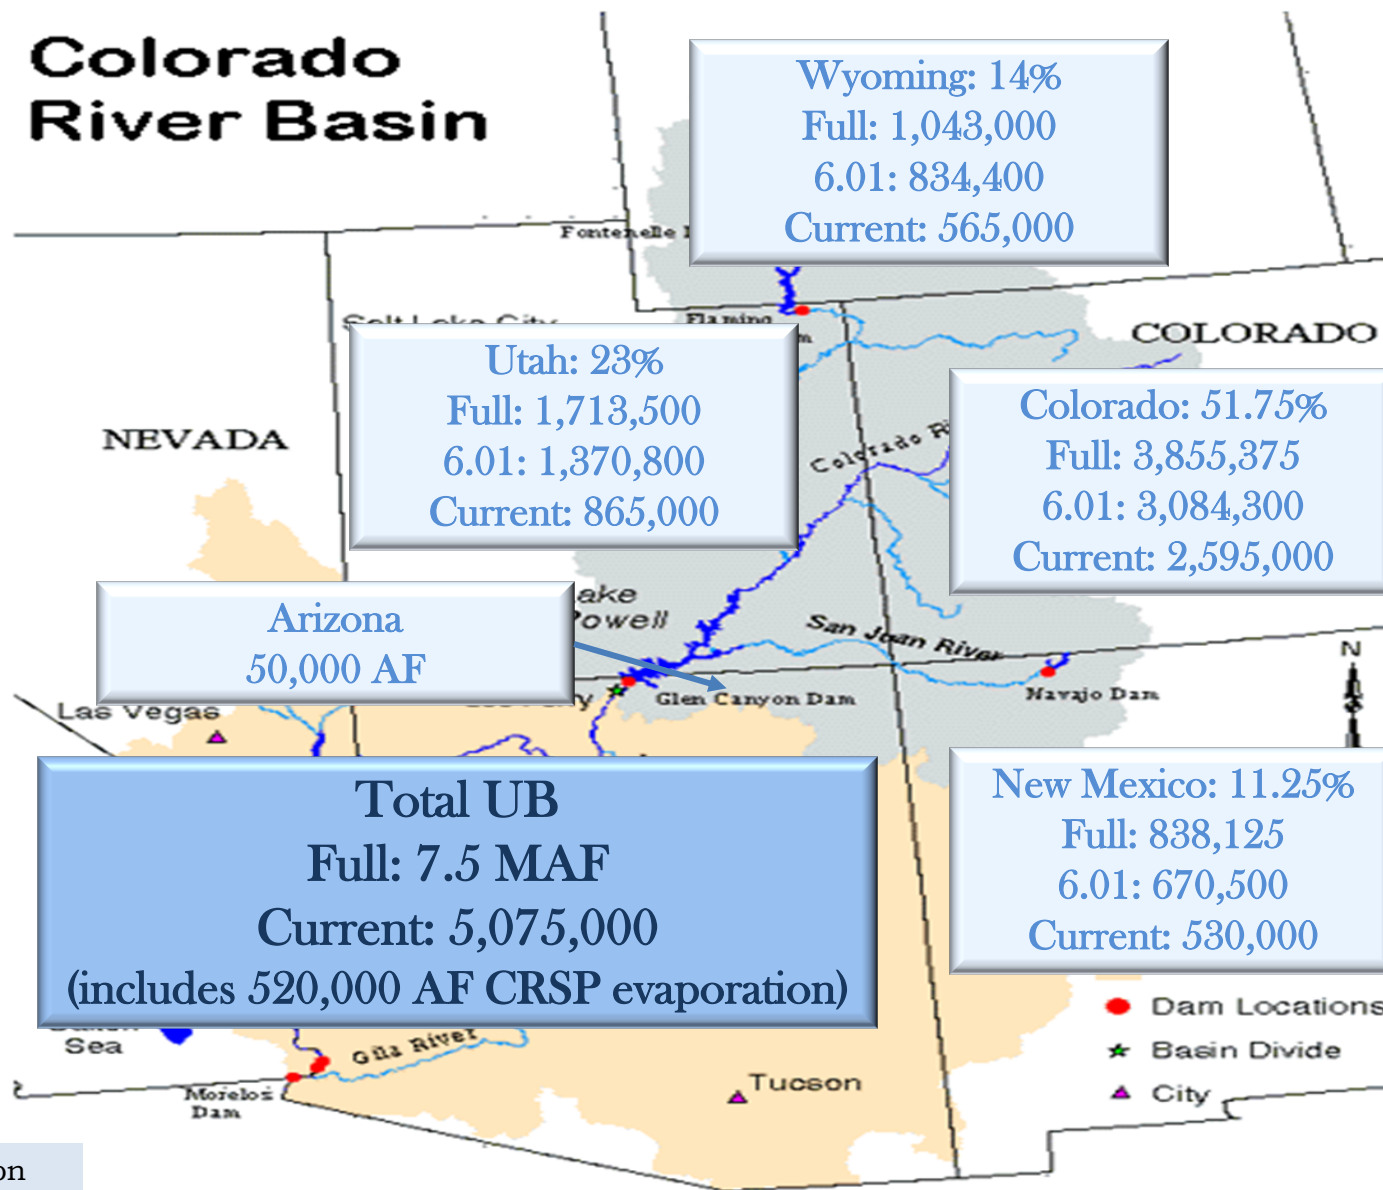 Colorado
River Basin
Wyoming: 14%
Full: 1,043,000
6.01: 834,400
Current: 565,000
Utah: 23%
Full: 1,713,500
6.01: 1,370,800
Current: 865,000
COLORADO
Colorado: 51.75%
Full: 3,855,375
6.01: 3,084,300
Current: 2,595,000
NEVADA
Colorado
Arizona
50,000 AF
San Juan River
N
Glen Canyon Dam
Navajo Dam
Las Vegas
Total UB
Full: 7.5 MAF
Current: 5,075,000
(includes 520,000 AF CRSP evaporation)
New Mexico: 11.25%
Full: 838,125
6.01: 670,500
Current: 530,000
Dam Locations
Basin Divide
City
Sea
Gila River
Morelos
Dam
Tucson